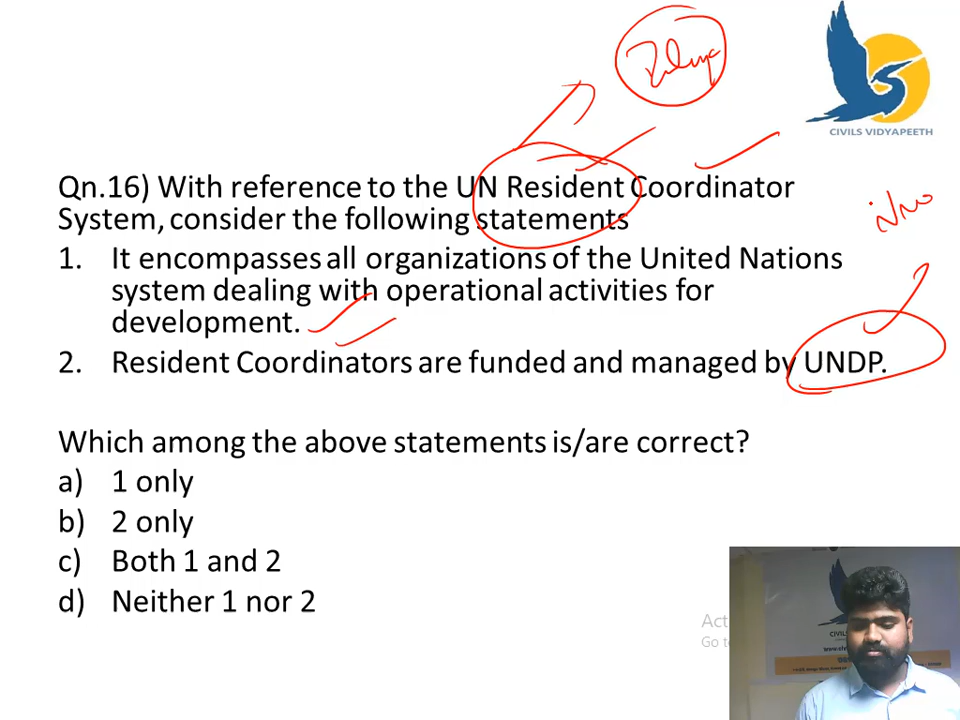 CIVILS VIDYAPEETH
Qn.16) With reference to the UN Resident Coordinator
System, consider the following statements
1. It encompasses all organizations of the United Nations
system dealing with operational activities for
development.
2. Resident Coordinators are funded and managed by UNDP.
Which among the above statements is/are correct?
a) 1 only
b) 2 only
c) Both 1 and 2
d) Neither 1 nor 2
Act
Go to